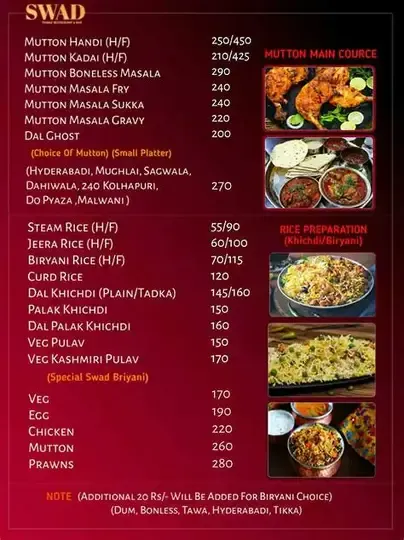 SWAD
FAMILY RESTAURANT & BAR
Mutton Handi (H/F) 250/450
Mutton Kadai (H/F) 210/425
Mutton Boneless Masala 290
Mutton Masala Fry 240
Mutton Masala Sukka 240
Mutton Masala Gravy 220
Dal Ghost 200
(Choice Of Mutton) (Small Platter)
(Hyderabadi, Mughlai, Sagwala,
Dahiwala, 240 Kolhapuri, 270
Do Pyaza ,Malwani )
MUTTON MAIN COURCE
Steam Rice (H/F) 55/90
Jeera Rice (H/F) 60/100
Biryani Rice (H/F) 70/115
Curd Rice 120
Dal Khichdi (Plain/Tadka) 145/160
Palak Khichdi 150
Dal Palak Khichdi 160
Veg Pulav 150
Veg Kashmiri Pulav 170
RICE PREPARATION
(Khichdi/Biryani)
(Special Swad Briyani)
Veg 170
Egg 190
Chicken 220
Mutton 260
Prawns 280
NOTE (Additional 20 Rs/- Will Be Added For Biryani Choice)
(Dum, Bonless, Tawa, Hyderabadi, Tikka)